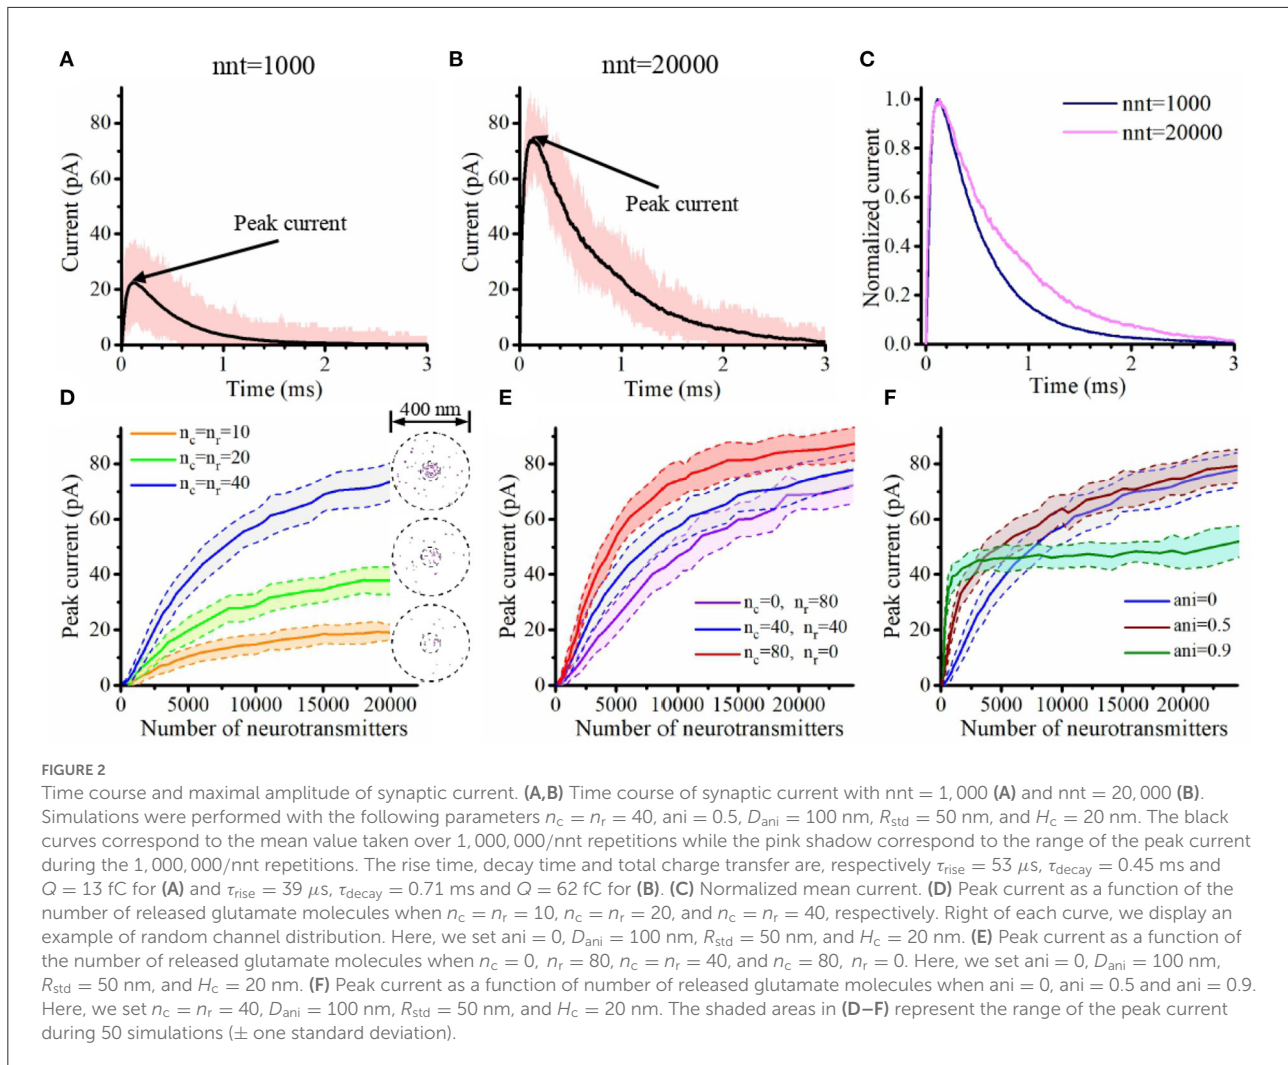 A
nnt=1000
Current (pA)
80
60
40
20
0
Peak current
0
1
2
3
Time (ms)
B
nnt=20000
Current (pA)
80
60
40
20
0
Peak current
0
1
2
3
Time (ms)
C
Normalized current
1.0
0.8
0.6
0.4
0.2
0.0
nnt=1000
nnt=20000
0
1
2
3
Time (ms)
D
Peak current (pA)
80
60
40
20
0
n_c=n_r=10
n_c=n_r=20
n_c=n_r=40
400 nm
0
5000
10000
15000
20000
Number of neurotransmitters
E
Peak current (pA)
80
60
40
20
0
n_c=0, n_r=80
n_c=40, n_r=40
n_c=80, n_r=0
0
5000
10000
15000
20000
Number of neurotransmitters
F
Peak current (pA)
80
60
40
20
0
ani=0
ani=0.5
ani=0.9
0
5000
10000
15000
20000
Number of neurotransmitters
FIGURE 2
Time course and maximal amplitude of synaptic current. (A,B) Time course of synaptic current with nnt = 1,000 (A) and nnt = 20,000 (B).
Simulations were performed with the following parameters n_c = n_r = 40, ani = 0.5, D_ani = 100 nm, R_std = 50 nm, and H_c = 20 nm. The black
curves correspond to the mean value taken over 1,000,000/nnt repetitions while the pink shadow correspond to the range of the peak current
during the 1,000,000/nnt repetitions. The rise time, decay time and total charge transfer are, respectively τ_rise = 53 μs, τ_decay = 0.45 ms and
Q = 13 fC for (A) and τ_rise = 39 μs, τ_decay = 0.71 ms and Q = 62 fC for (B). (C) Normalized mean current. (D) Peak current as a function of the
number of released glutamate molecules when n_c = n_r = 10, n_c = n_r = 20, and n_c = n_r = 40, respectively. Right of each curve, we display an
example of random channel distribution. Here, we set ani = 0, D_ani = 100 nm, R_std = 50 nm, and H_c = 20 nm. (E) Peak current as a function of
the number of released glutamate molecules when n_c = 0, n_r = 80, n_c = n_r = 40, and n_c = 80, n_r = 0. Here, we set ani = 0, D_ani = 100 nm,
R_std = 50 nm, and H_c = 20 nm. (F) Peak current as a function of number of released glutamate molecules when ani = 0, ani = 0.5 and ani = 0.9.
Here, we set n_c = n_r = 40, D_ani = 100 nm, R_std = 50 nm, and H_c = 20 nm. The shaded areas in (D–F) represent the range of the peak current
during 50 simulations (± one standard deviation).